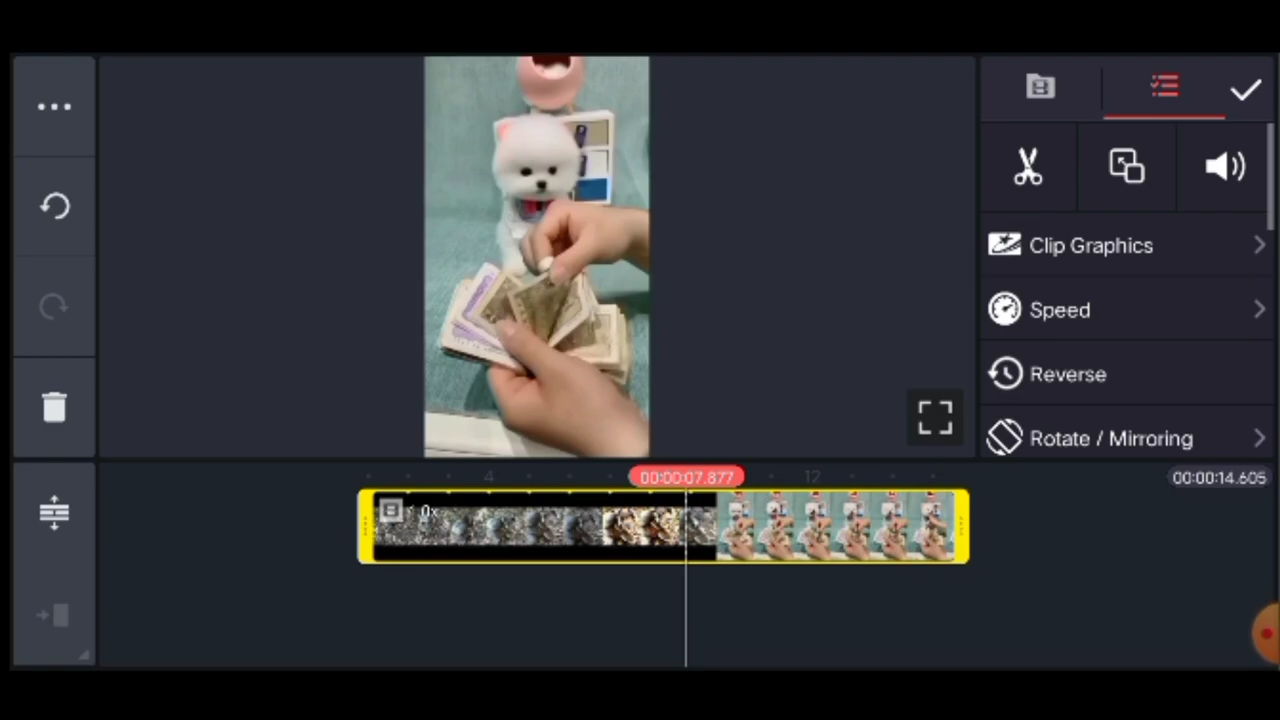 Clip Graphics
Speed
Reverse
Rotate / Mirroring
4
00:00:07.877
12
00:00:14.605
0x